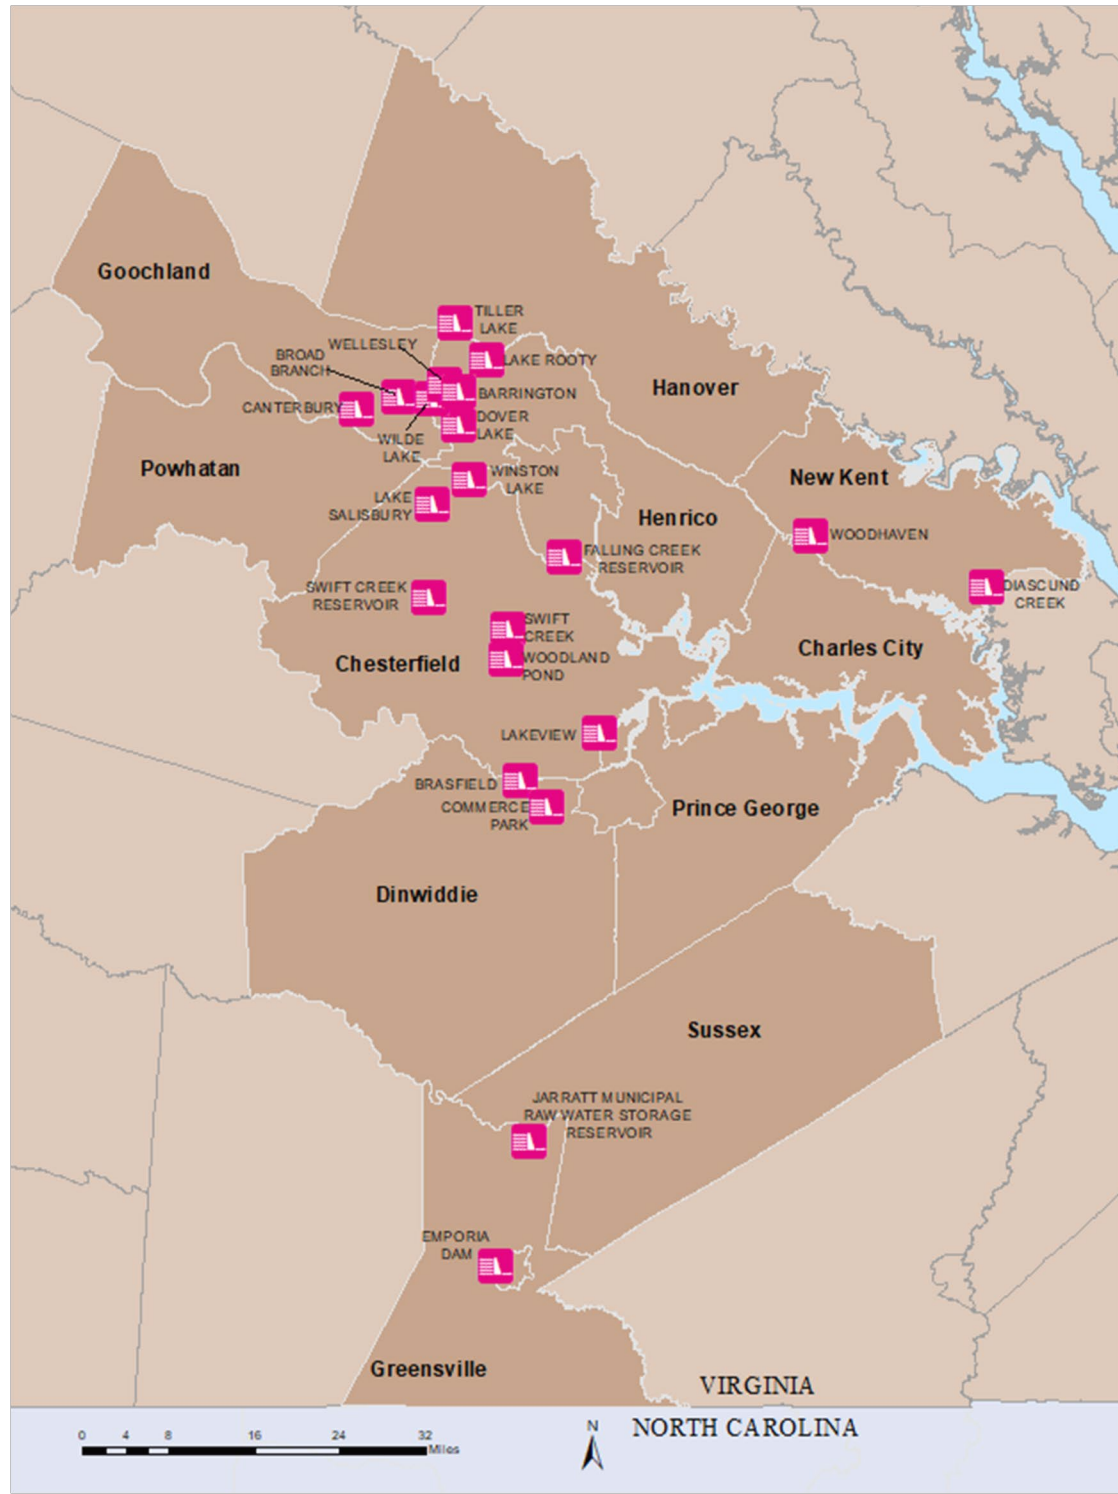 Goochland
TILLER
LAKE
WELLESLEY
BROAD
BRANCH
LAKE ROOTY
Hanover
BARRINGTON
CANTERBURY
DOVER
LAKE
WILDE
LAKE
Powhatan
WINSTON
LAKE
New Kent
LAKE
SALISBURY
Henrico
WOODHAVEN
FALLING CREEK
RESERVOIR
SWIFT CREEK
RESERVOIR
DIASCUND
CREEK
SWIFT
CREEK
Charles City
Chesterfield
WOODLAND
POND
LAKEVIEW
BRASFIELD
COMMERCE
PARK
Prince George
Dinwiddie
Sussex
JARRATT MUNICIPAL
RAW WATER STORAGE
RESERVOIR
EMPORIA
DAM
Greensville
VIRGINIA
NORTH CAROLINA
N
0 4 8 16 24 32
Miles